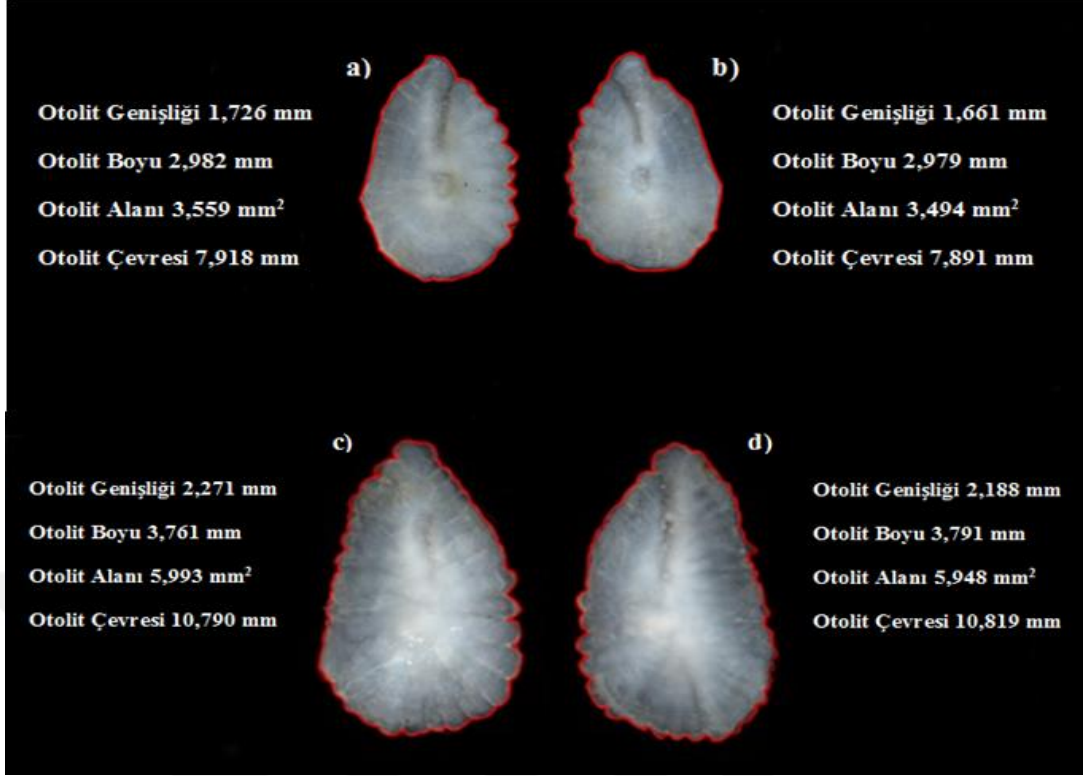 a)
Otolit Genişliği 1,726 mm
Otolit Boyu 2,982 mm
Otolit Alanı 3,559 mm²
Otolit Çevresi 7,918 mm
b)
Otolit Genişliği 1,661 mm
Otolit Boyu 2,979 mm
Otolit Alanı 3,494 mm²
Otolit Çevresi 7,891 mm
c)
Otolit Genişliği 2,271 mm
Otolit Boyu 3,761 mm
Otolit Alanı 5,993 mm²
Otolit Çevresi 10,790 mm
d)
Otolit Genişliği 2,188 mm
Otolit Boyu 3,791 mm
Otolit Alanı 5,948 mm²
Otolit Çevresi 10,819 mm